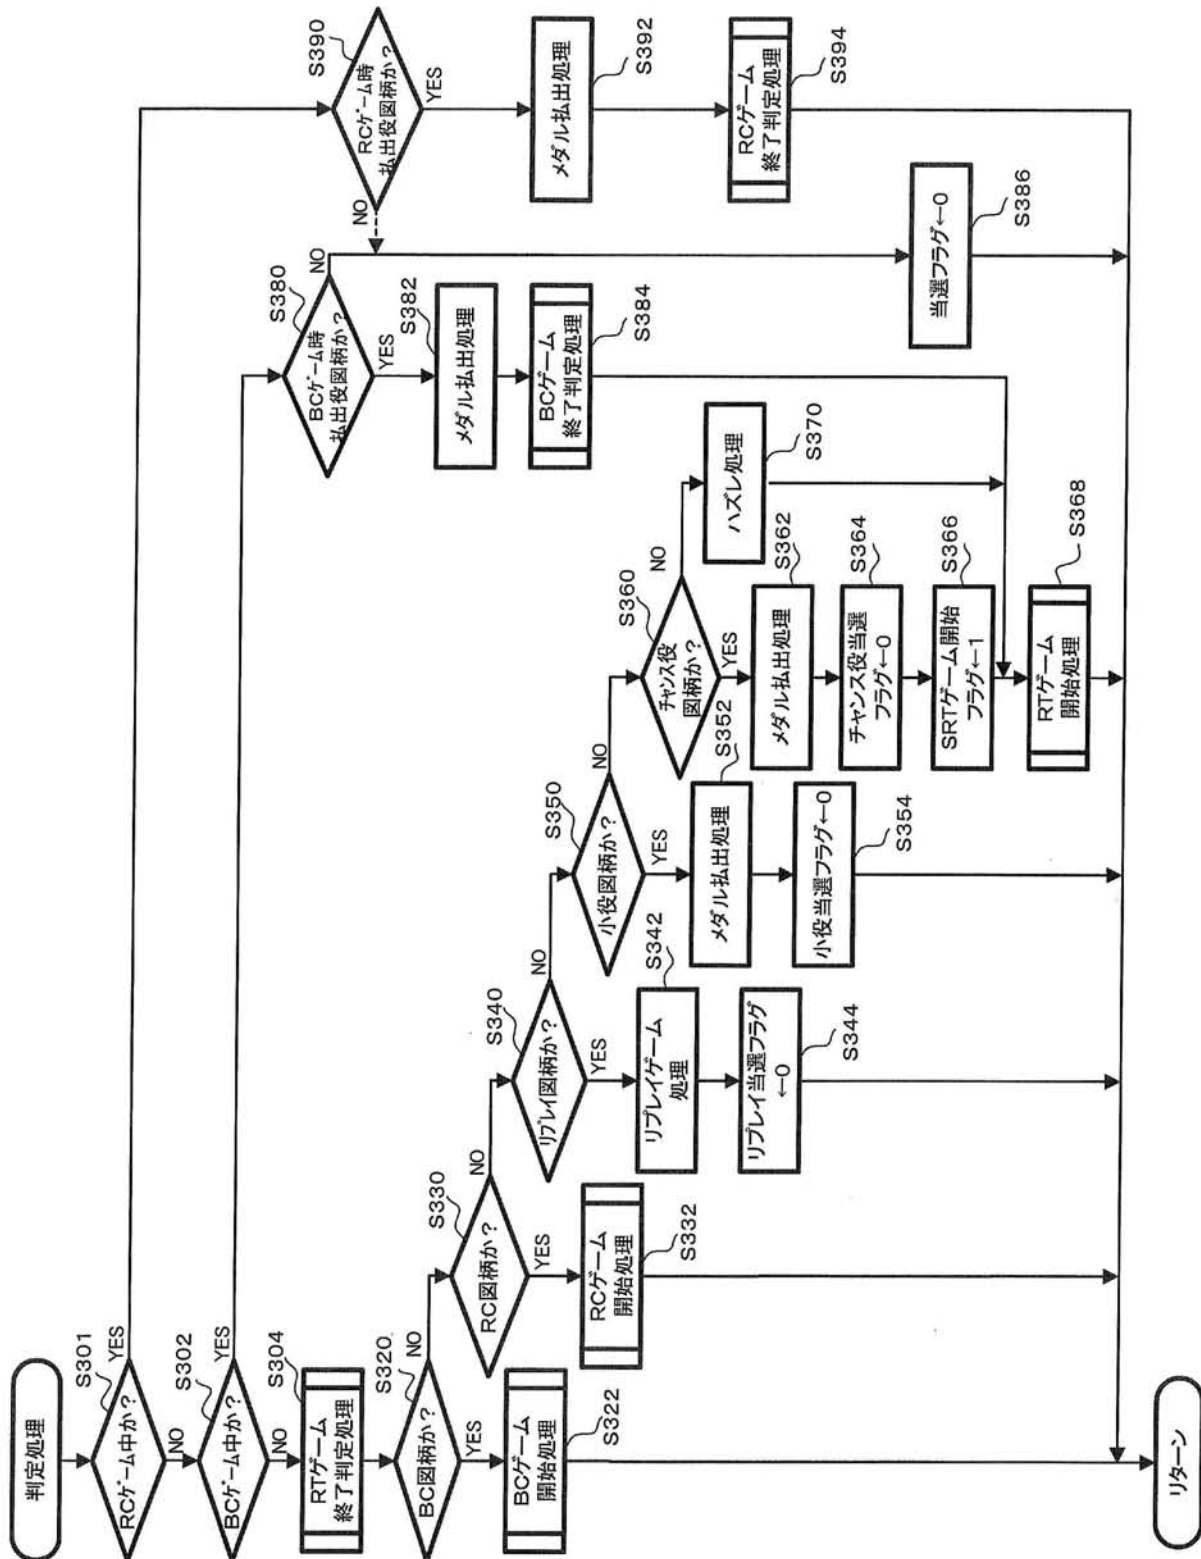 判定処理
S301
RCゲーム中か?
YES
NO
S302
BCゲーム中か?
YES
NO
S304
RTゲーム
終了判定処理
S320
BC図柄か?
NO
YES
S322
BCゲーム
開始処理
S330
RC図柄か?
NO
YES
S332
RCゲーム
開始処理
S340
リプレイ図柄か?
NO
YES
S342
リプレイゲーム
処理
S344
リプレイ当選フラグ
←0
S350
小役図柄か?
NO
YES
S352
メダル払出処理
S354
小役当選フラグ←0
S360
チャンス役
図柄か?
NO
YES
S362
メダル払出処理
S364
チャンス役当選
フラグ←0
S366
SRTゲーム開始
フラグ←1
S368
RTゲーム
開始処理
S370
ハズレ処理
S380
BCゲーム時
払出役図柄か?
NO
YES
S382
メダル払出処理
S384
BCゲーム
終了判定処理
S386
当選フラグ←0
S390
RCゲーム時
払出役図柄か?
NO
YES
S392
メダル払出処理
S394
RCゲーム
終了判定処理
リターン